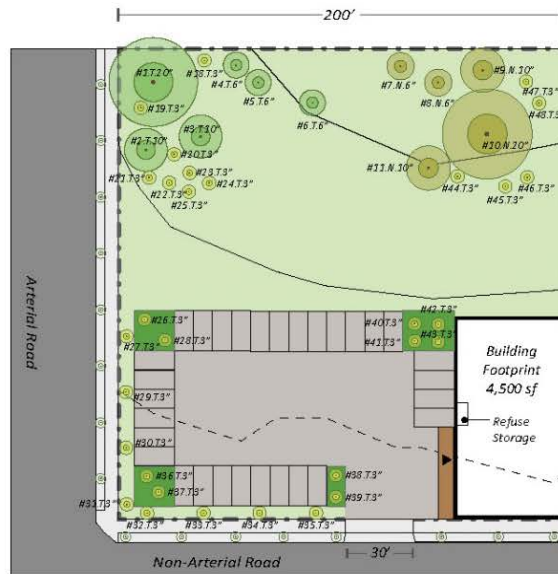 200'
#1.T.20"
#18.T.3"
#4.T.6"
#5.T.6"
#6.T.6"
#7.N.6"
#8.N.6"
#9.N.10"
#47.T.3"
#48.T.3"
#19.T.3"
#2.T.10"
#3.T.10"
#10.N.20"
#20.T.3"
#11.N.10"
#21.T.3"
#23.T.3"
#22.T.3"
#24.T.3"
#25.T.3"
#44.T.3"
#46.T.3"
#45.T.3"
Arterial Road
#26.T.3"
#27.T.3"
#28.T.3"
#42.T.3"
#40.T.3"
#43.T.3"
#41.T.3"
Building
Footprint
4,500 sf
Refuse
Storage
#29.T.3"
#30.T.3"
#36.T.3"
#37.T.3"
#38.T.3"
#39.T.3"
#31.T.3"
#32.T.3"
#33.T.3"
#34.T.3"
#35.T.3"
30'
Non-Arterial Road